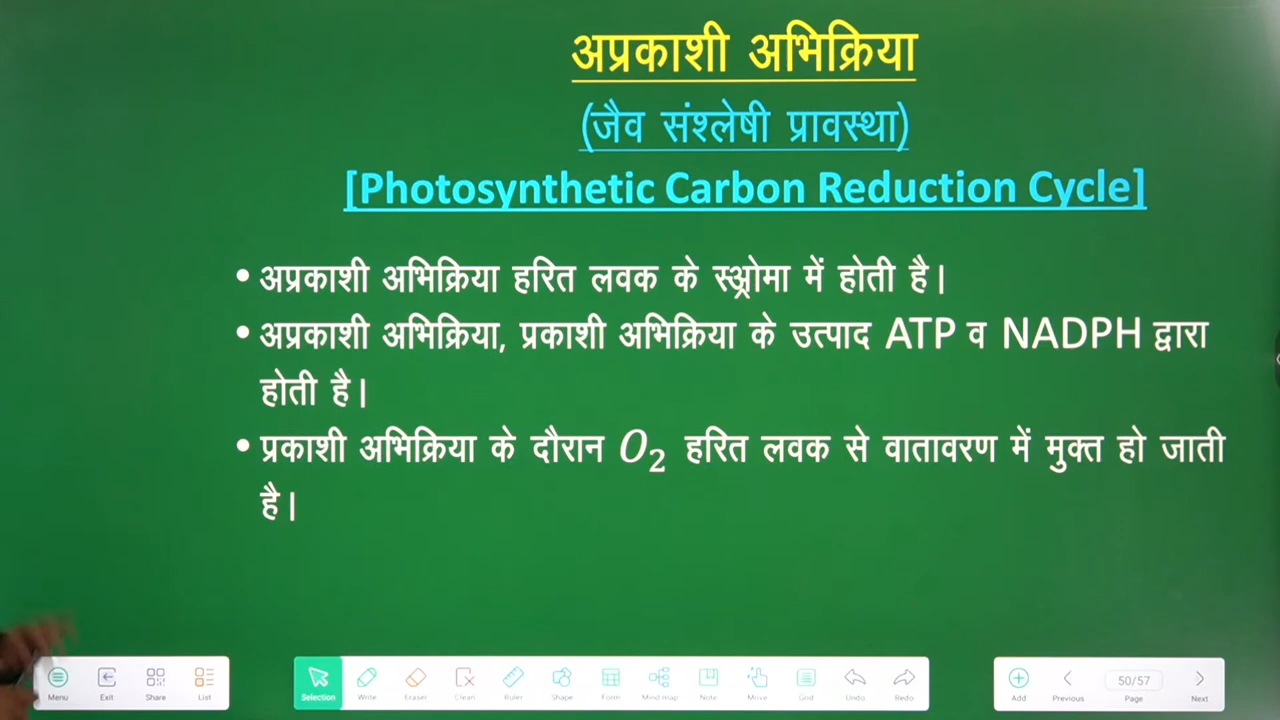 अप्रकाशी अभिक्रिया
(जैव संश्लेषी प्रावस्था)
[Photosynthetic Carbon Reduction Cycle]
• अप्रकाशी अभिक्रिया हरित लवक के स्ट्रोमा में होती है।
• अप्रकाशी अभिक्रिया, प्रकाशी अभिक्रिया के उत्पाद ATP व NADPH द्वारा
होती है।
• प्रकाशी अभिक्रिया के दौरान O₂ हरित लवक से वातावरण में मुक्त हो जाती
है।
Menu Exit Share List Selection Write Eraser Clean Ruler Shape Form Mind map Note Move Grid Undo Redo Add Previous 50/57 Page Next